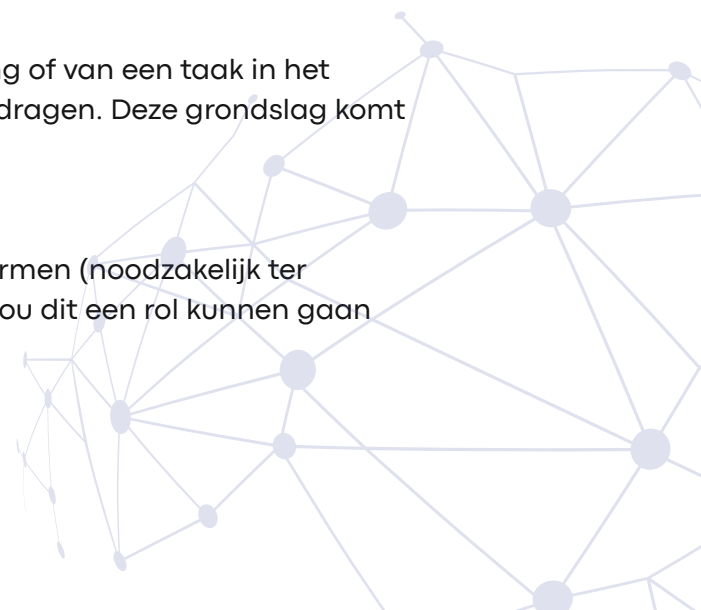 g of van een taak in het
dragen. Deze grondslag komt
rmen (noodzakelijk ter
ou dit een rol kunnen gaan